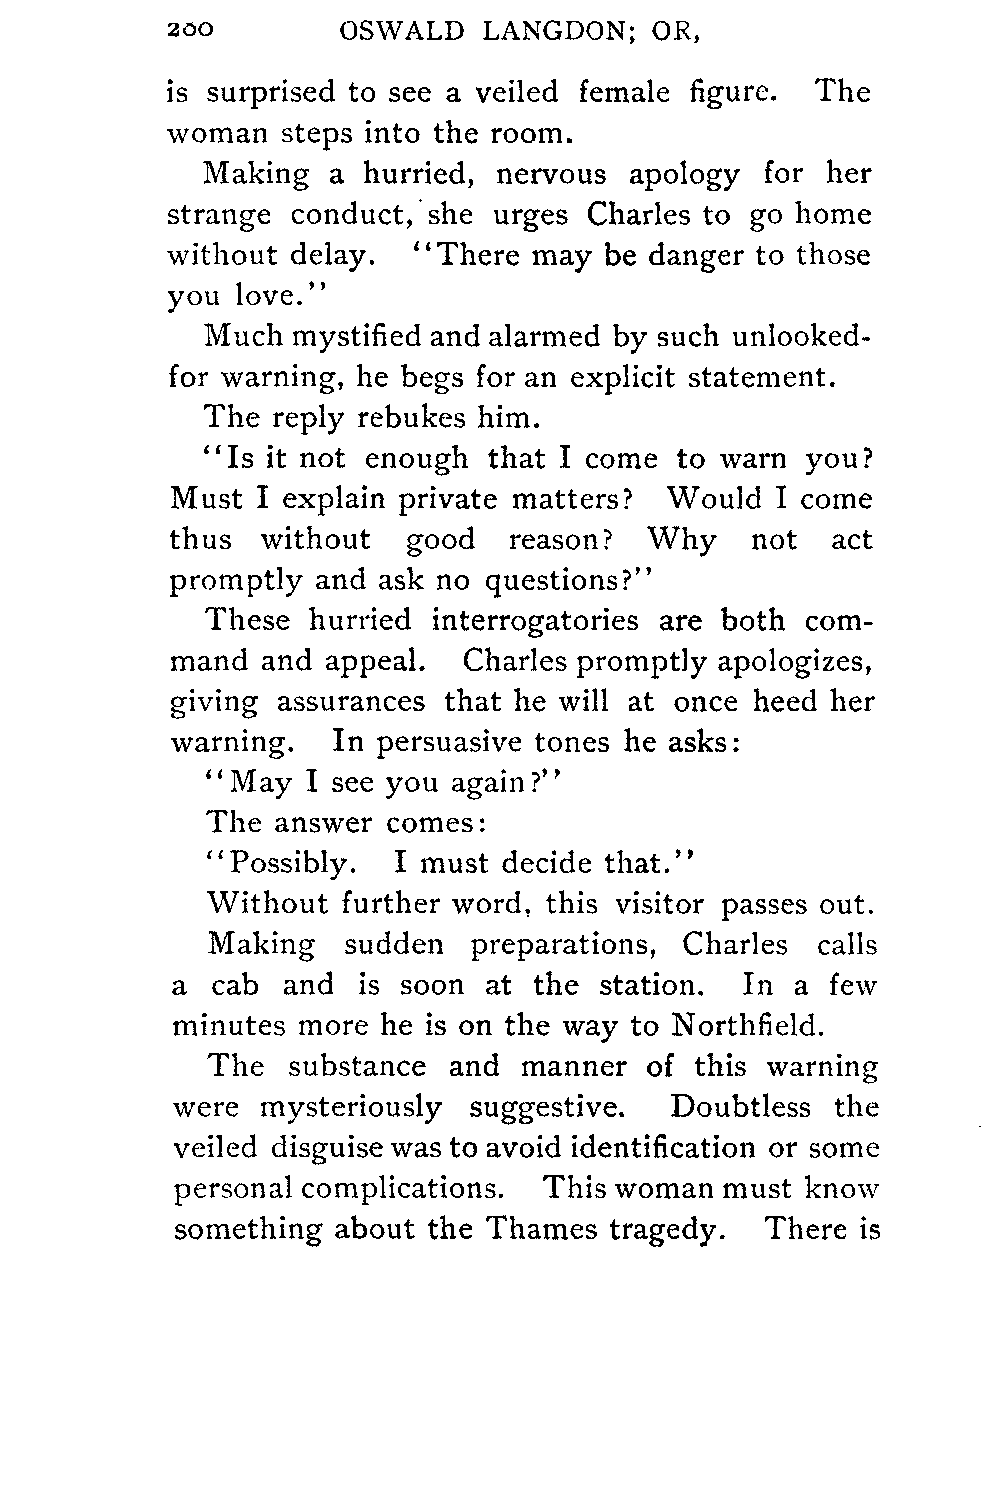 200 OSWALD LANGDON; OR,
is surprised to see a veiled female figure. The
woman steps into the room.
Making a hurried, nervous apology for her
strange conduct, she urges Charles to go home
without delay. "There may be danger to those
you love."
Much mystified and alarmed by such unlooked-
for warning, he begs for an explicit statement.
The reply rebukes him.
"Is it not enough that I come to warn you?
Must I explain private matters? Would I come
thus without good reason? Why not act
promptly and ask no questions?"
These hurried interrogatories are both com-
mand and appeal. Charles promptly apologizes,
giving assurances that he will at once heed her
warning. In persuasive tones he asks:
"May I see you again?"
The answer comes:
"Possibly. I must decide that."
Without further word, this visitor passes out.
Making sudden preparations, Charles calls
a cab and is soon at the station. In a few
minutes more he is on the way to Northfield.
The substance and manner of this warning
were mysteriously suggestive. Doubtless the
veiled disguise was to avoid identification or some
personal complications. This woman must know
something about the Thames tragedy. There is